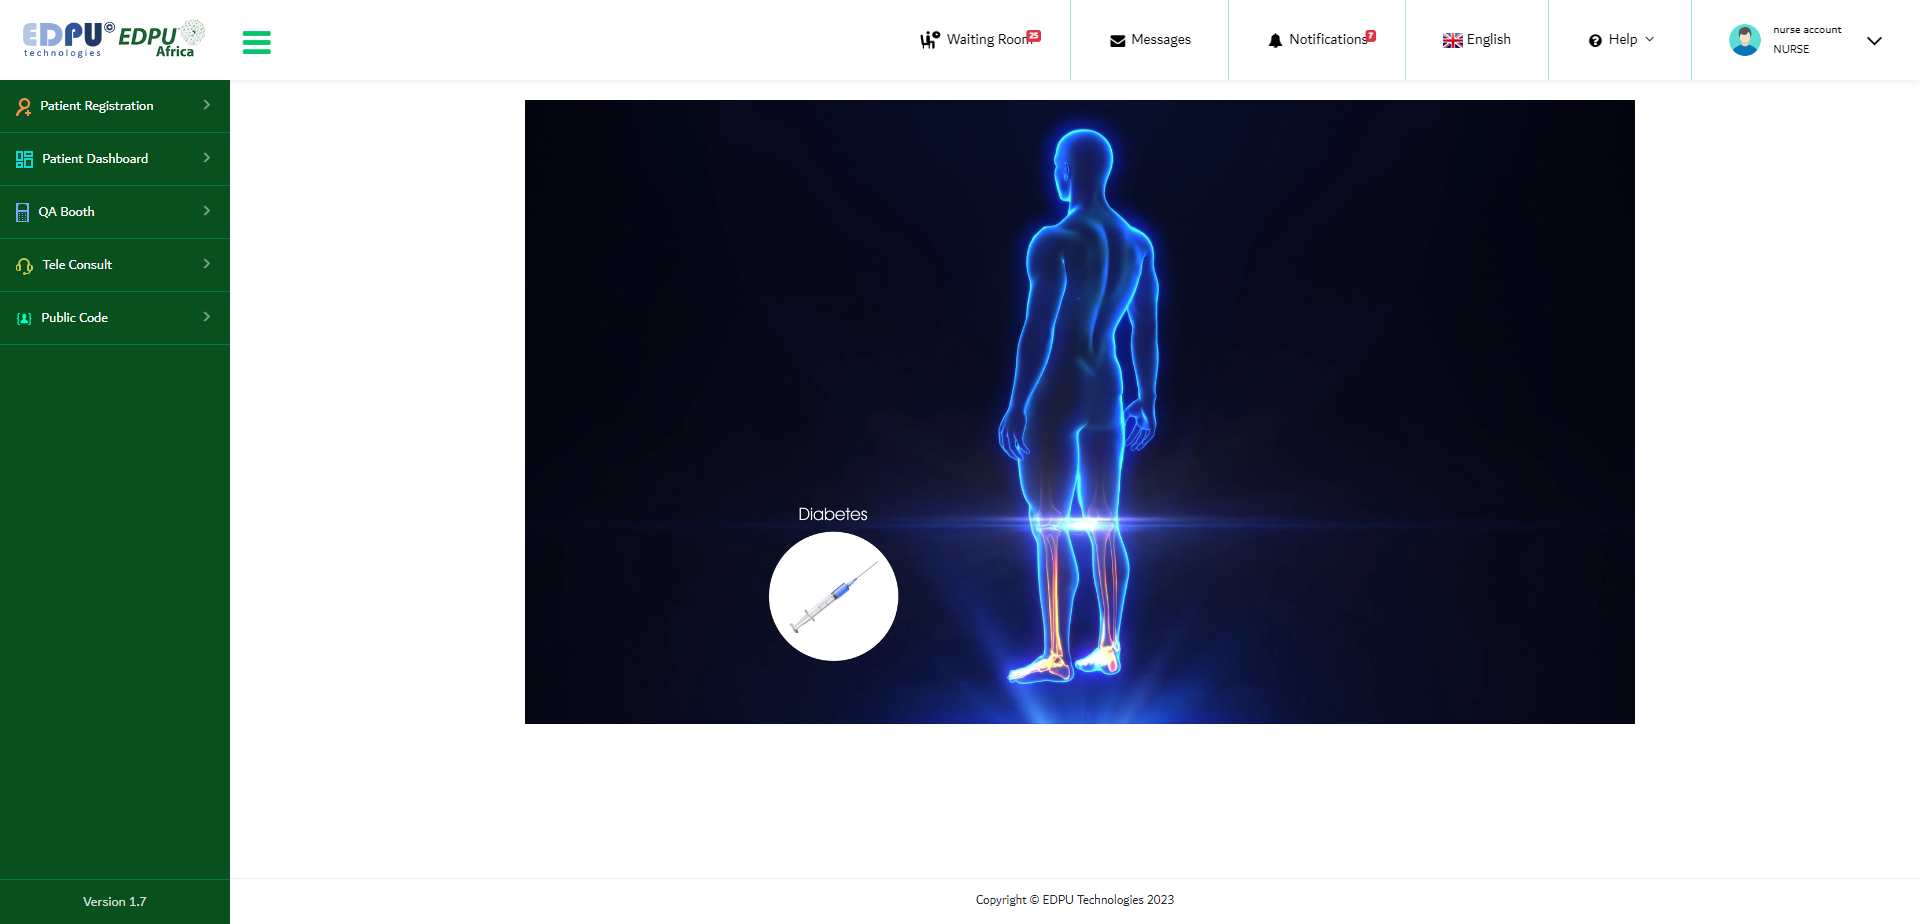 EDPU©
technologies
EDPU
Africa
Waiting Room
25
Messages
Notifications
7
English
Help
nurse account
NURSE
Patient Registration
Patient Dashboard
QA Booth
Tele Consult
Public Code
Diabetes
Version 1.7
Copyright © EDPU Technologies 2023